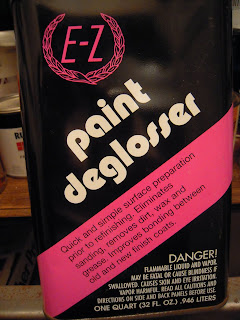 E-Z
paint
deglosser
Quick and simple surface preparation
prior to refinishing. Eliminates
sanding, removes dirt, wax and
grease. Improves bonding between
old and new finish coats.
DANGER!
FLAMMABLE LIQUID AND VAPOR.
MAY BE FATAL OR CAUSE BLINDNESS IF
SWALLOWED. CAUSES SKIN AND EYE IRRITATION.
VAPOR HARMFUL. READ ALL CAUTIONS AND
DIRECTIONS ON SIDE AND BACK PANELS BEFORE USE.
ONE QUART (32 FL. OZ.) .946 LITERS